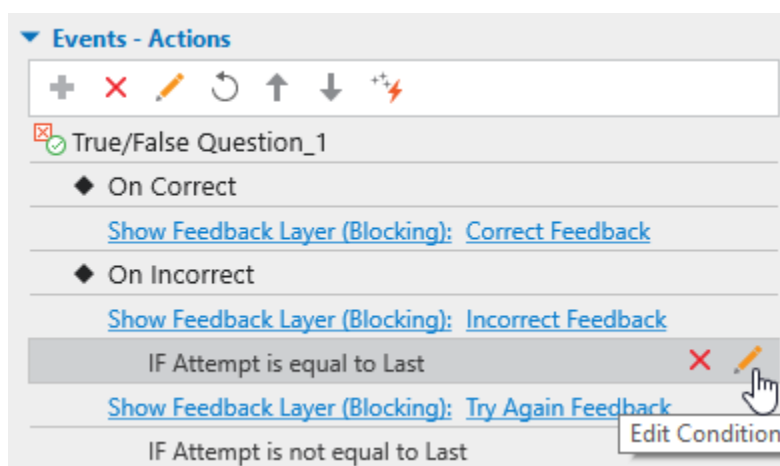 Events - Actions
True/False Question_1
On Correct
Show Feedback Layer (Blocking): Correct Feedback
On Incorrect
Show Feedback Layer (Blocking): Incorrect Feedback
IF Attempt is equal to Last
Show Feedback Layer (Blocking): Try Again Feedback
Edit Condition
IF Attempt is not equal to Last